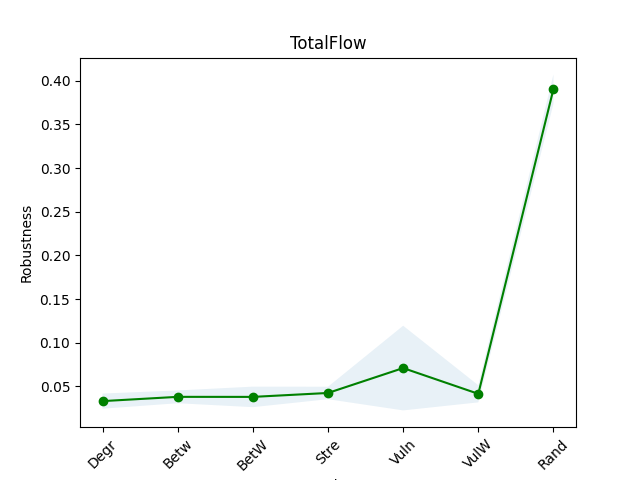 TotalFlow
Robustness
0.40
0.35
0.30
0.25
0.20
0.15
0.10
0.05
Degr
Betw
BetW
Stre
Vuln
VulW
Rand